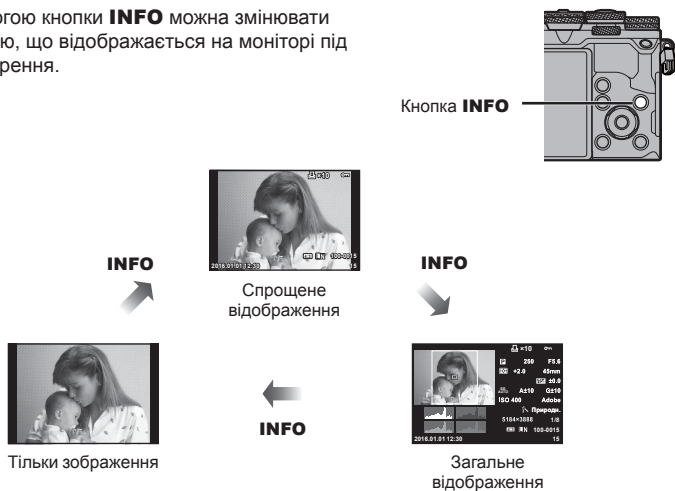 огою кнопки INFO можна змінювати
ю, що відображається на моніторі під
рення.
Кнопка INFO
×10
2016.01.01 12:30
100-0015
15
INFO
INFO
Спрощене
відображення
×10
P 250 F5.6
+2.0 45mm
±0.0
A±10 G±10
ISO 400 Adobe
Природн.
5184×3888 1/8
N 100-0015
2016.01.01 12:30 15
INFO
Тільки зображення
Загальне
відображення